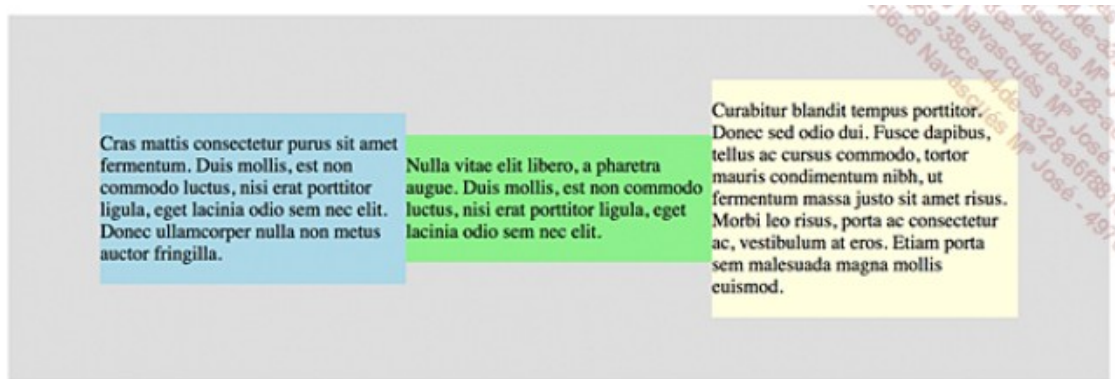 Cras mattis consectetur purus sit amet
fermentum. Duis mollis, est non
commodo luctus, nisi erat porttitor
ligula, eget lacinia odio sem nec elit.
Donec ullamcorper nulla non metus
auctor fringilla.
Nulla vitae elit libero, a pharetra
augue. Duis mollis, est non commodo
luctus, nisi erat porttitor ligula, eget
lacinia odio sem nec elit.
Curabitur blandit tempus porttitor.
Donec sed odio dui. Fusce dapibus,
tellus ac cursus commodo, tortor
mauris condimentum nibh, ut
fermentum massa justo sit amet risus.
Morbi leo risus, porta ac consectetur
ac, vestibulum at eros. Etiam porta
sem malesuada magna mollis
euismod.